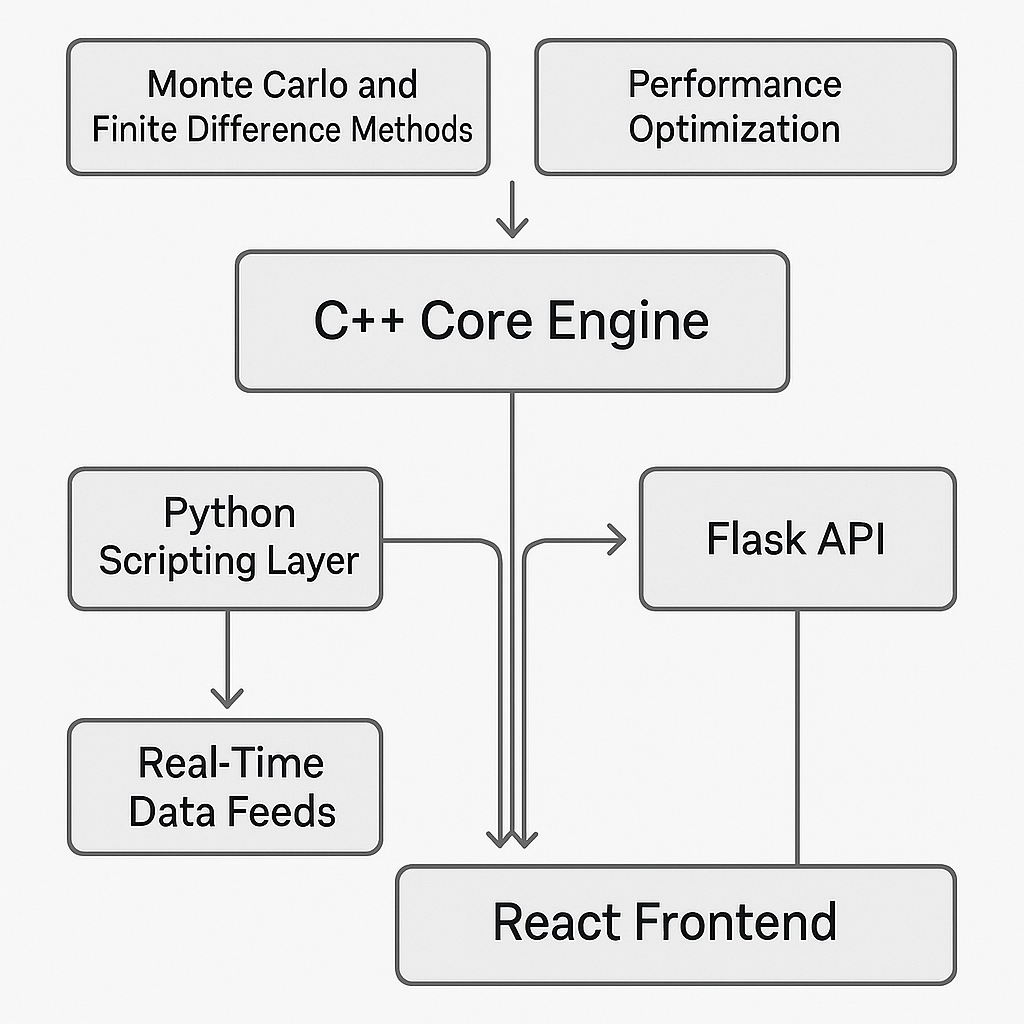 Monte Carlo and
Finite Difference Methods
Performance
Optimization
C++ Core Engine
Python
Scripting Layer
Flask API
Real-Time
Data Feeds
React Frontend